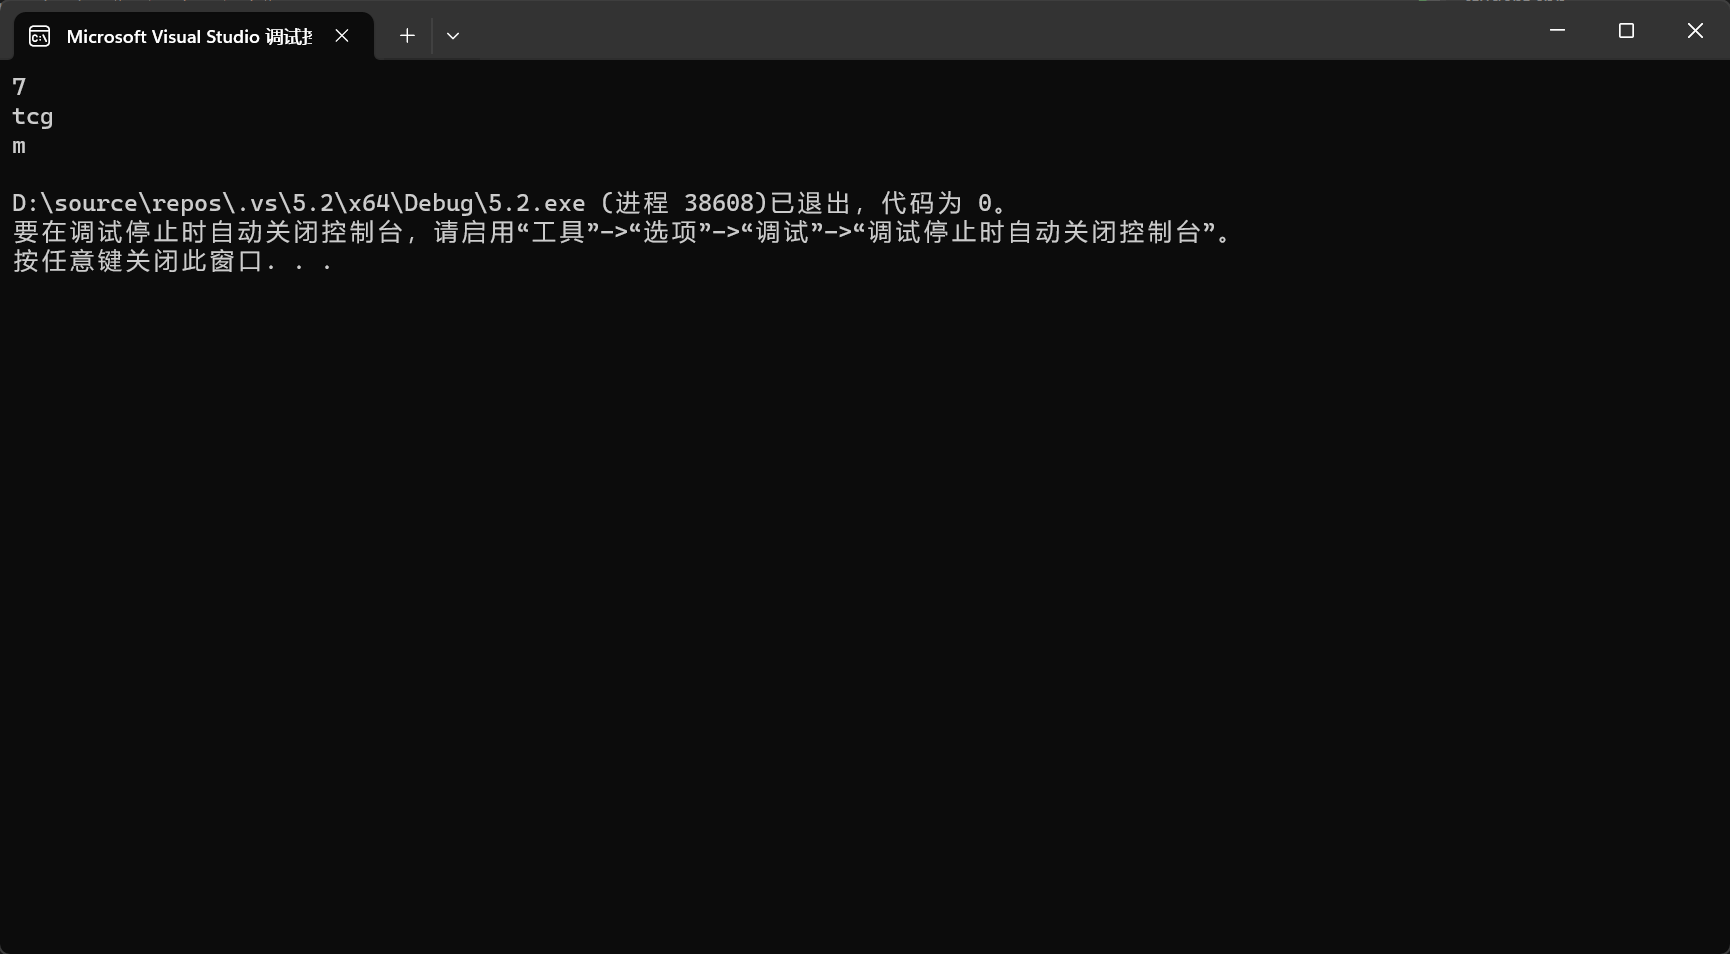 Microsoft Visual Studio 调试
7
tcg
m
D:\source\repos\.vs\5.2\x64\Debug\5.2.exe (进程 38608)已退出，代码为 0。
要在调试停止时自动关闭控制台，请启用“工具”->“选项”->“调试”->“调试停止时自动关闭控制台”。
按任意键关闭此窗口. . .